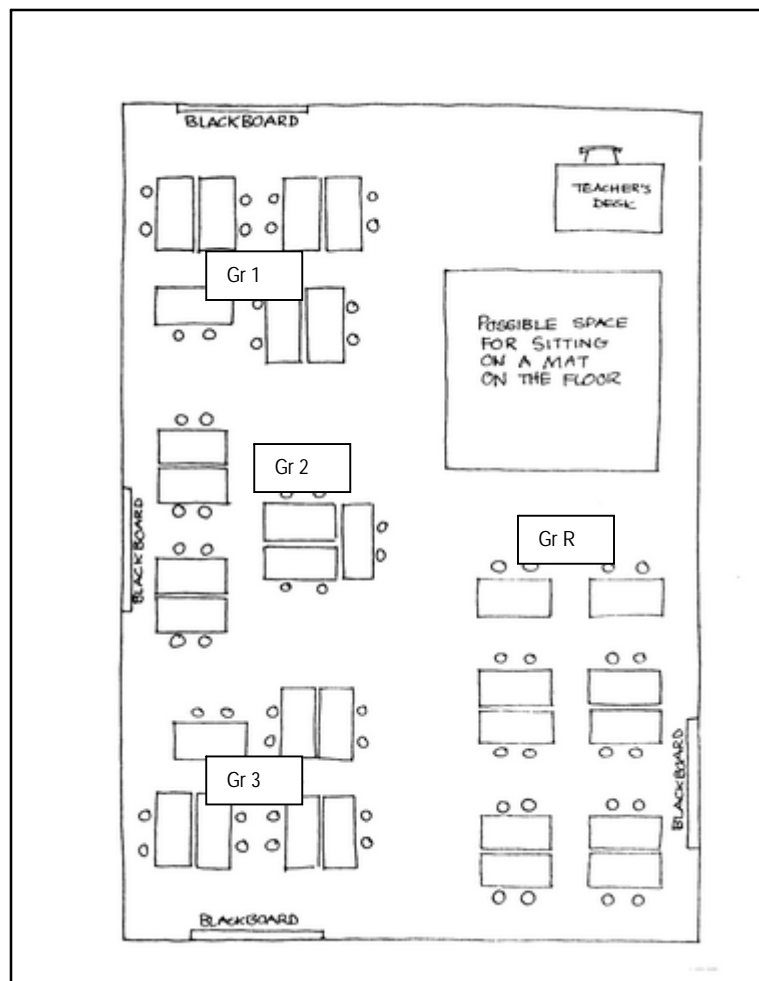 BLACKBOARD
TEACHER'S
DESK
Gr 1
POSSIBLE SPACE
FOR SITTING
ON A MAT
ON THE FLOOR
Gr 2
BLACKBOARD
Gr R
BLACKBOARD
Gr 3
BLACKBOARD